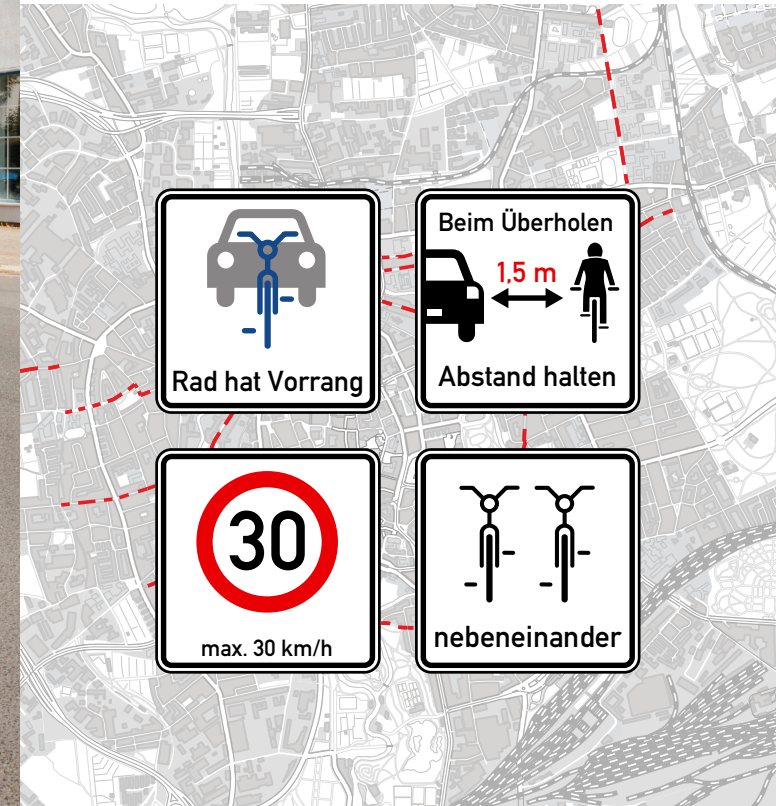 Rad hat Vorrang
Beim Überholen
1,5 m
Abstand halten
30
max. 30 km/h
nebeneinander